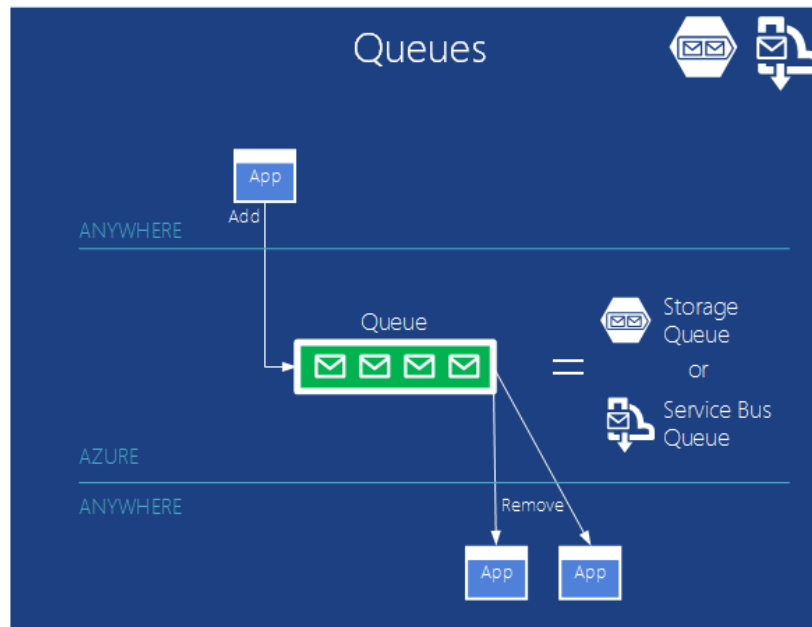 Queues
App
Add
ANYWHERE
Queue
Storage
Queue
or
Service Bus
Queue
AZURE
ANYWHERE
Remove
App
App